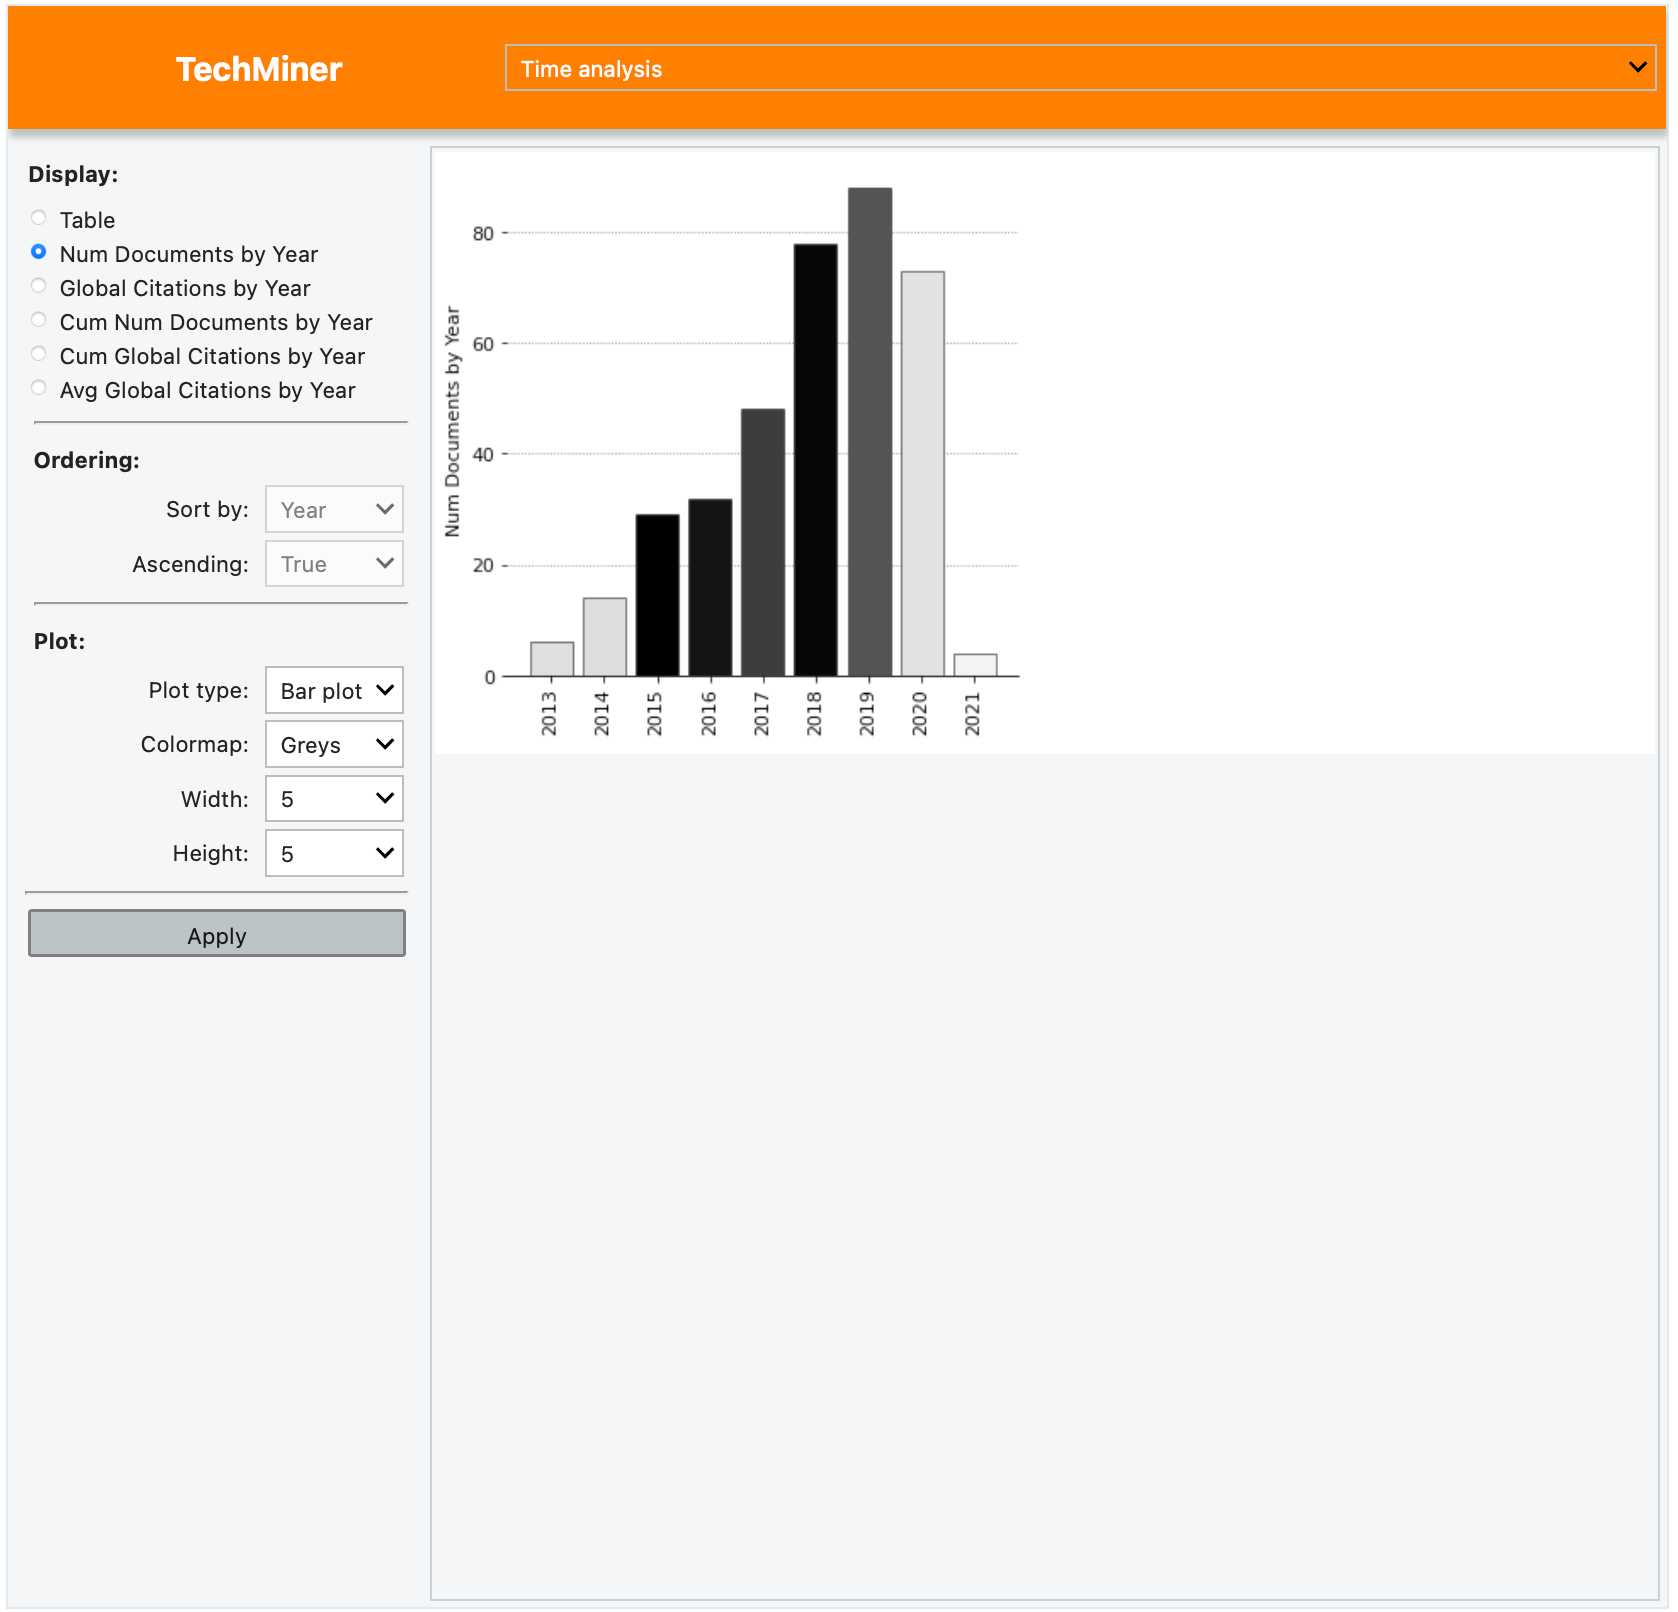 TechMiner
Time analysis
Display:
Table
Num Documents by Year
Global Citations by Year
Cum Num Documents by Year
Cum Global Citations by Year
Avg Global Citations by Year
Ordering:
Sort by: Year
Ascending: True
Plot:
Plot type: Bar plot
Colormap: Greys
Width: 5
Height: 5
Apply
Num Documents by Year
80
60
40
20
0
2013 2014 2015 2016 2017 2018 2019 2020 2021